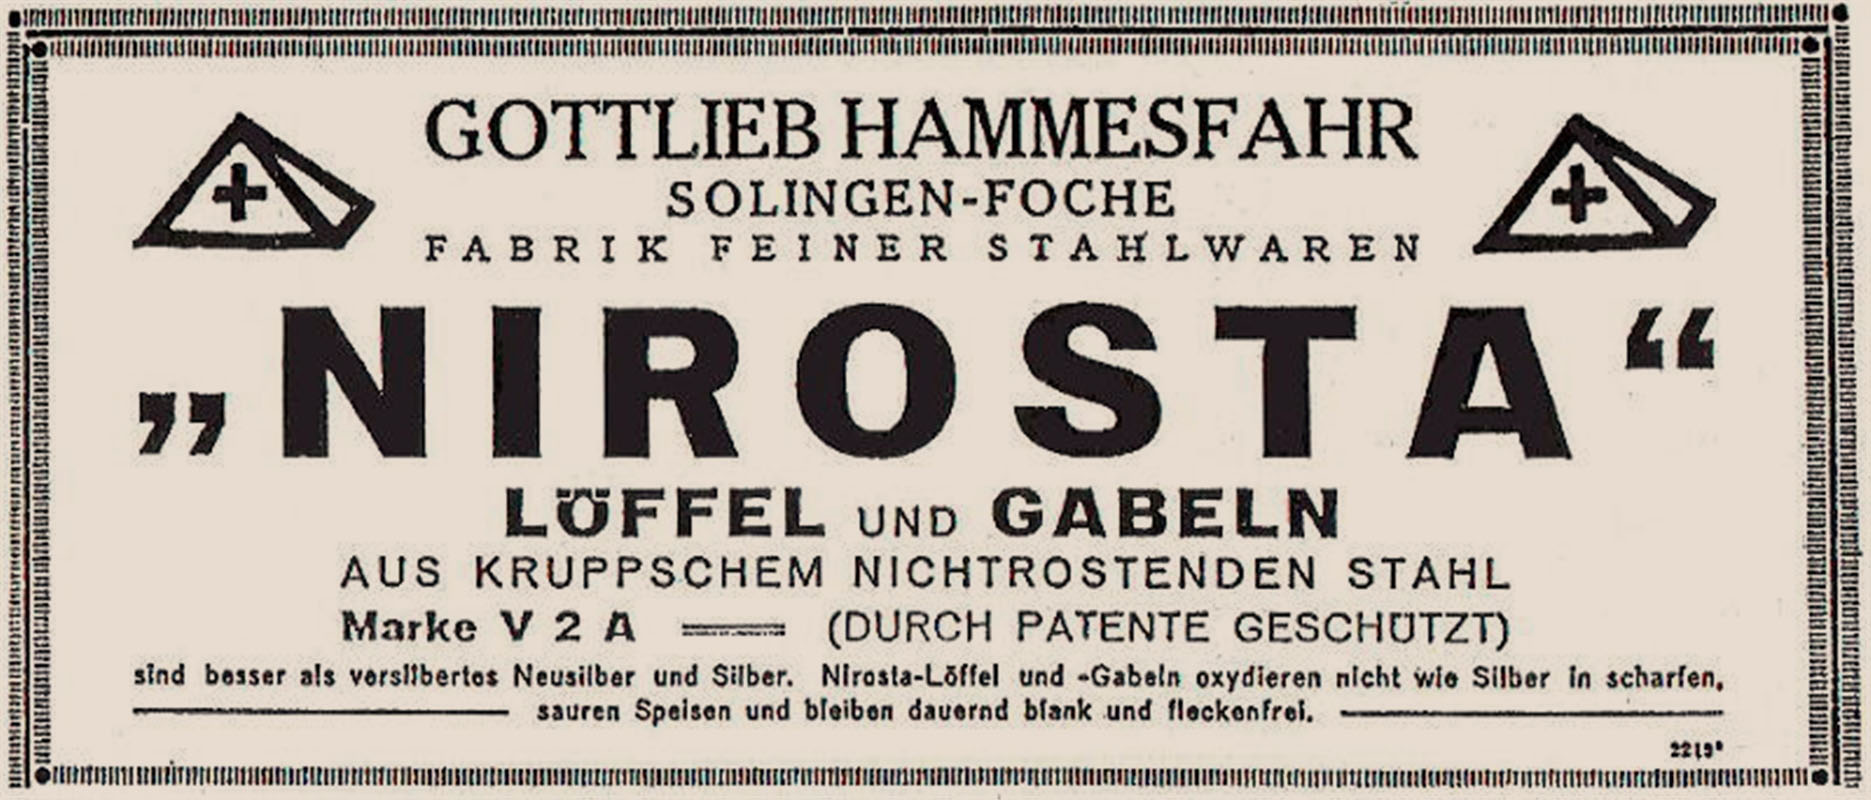 GOTTLIEB HAMMESFAHR
SOLINGEN-FOCHE
FABRIK FEINER STAHLWAREN
„NIROSTA“
LÖFFEL UND GABELN
AUS KRUPPSCHEM NICHTROSTENDEN STAHL
Marke V 2 A (DURCH PATENTE GESCHÜTZT)
sind besser als versilbertes Neusilber und Silber. Nirosta-Löffel und -Gabeln oxydieren nicht wie Silber in scharfen,
sauren Speisen und bleiben dauernd blank und fleckenfrei.